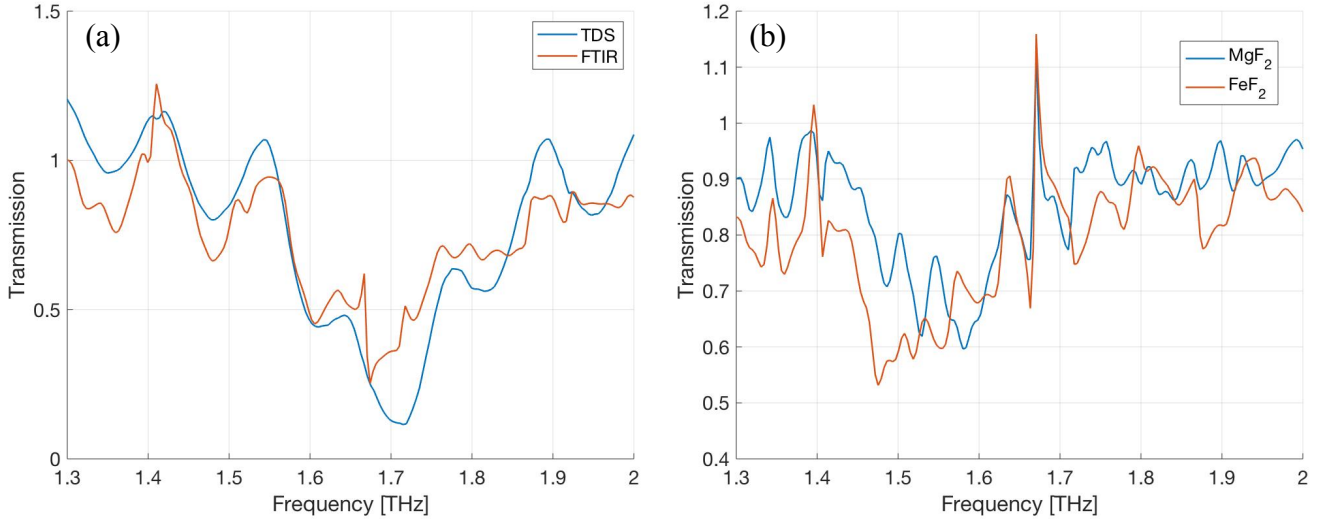 (a)
TDS
FTIR
1.5
1
0.5
0
Transmission
1.3 1.4 1.5 1.6 1.7 1.8 1.9 2
Frequency [THz]
(b)
MgF2
FeF2
1.2
1.1
1
0.9
0.8
0.7
0.6
0.5
0.4
Transmission
1.3 1.4 1.5 1.6 1.7 1.8 1.9 2
Frequency [THz]